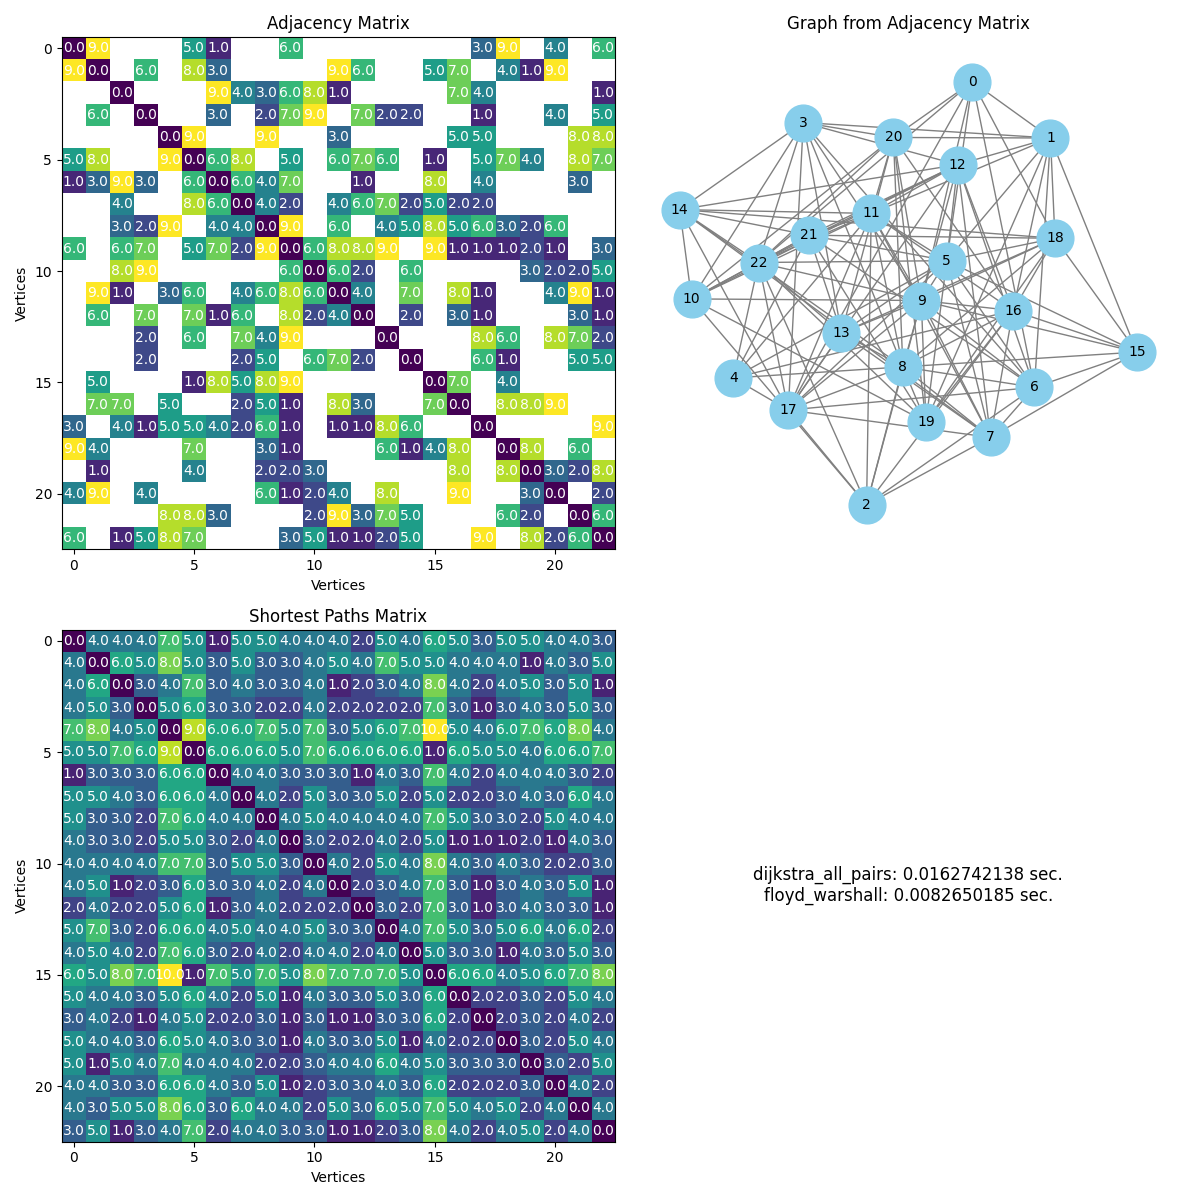 Adjacency Matrix
0 0.0 9.0 5.0 1.0 6.0 3.0 9.0 4.0 6.0
9.0 0.0 6.0 8.0 3.0 9.0 6.0 5.0 7.0 4.0 1.0 9.0
0.0 9.0 4.0 3.0 6.0 8.0 1.0 7.0 4.0 1.0
6.0 0.0 3.0 2.0 7.0 9.0 7.0 2.0 2.0 1.0 4.0 5.0
0.0 9.0 9.0 3.0 5.0 5.0 8.0 8.0
5 5.0 8.0 9.0 0.0 6.0 8.0 5.0 6.0 7.0 6.0 1.0 5.0 7.0 4.0 8.0 7.0
1.0 3.0 9.0 3.0 6.0 0.0 6.0 4.0 7.0 1.0 8.0 4.0 3.0
4.0 8.0 6.0 0.0 4.0 2.0 4.0 6.0 7.0 2.0 5.0 2.0 2.0
3.0 2.0 9.0 4.0 4.0 0.0 9.0 6.0 4.0 5.0 8.0 5.0 6.0 3.0 2.0 6.0
6.0 6.0 7.0 5.0 7.0 2.0 9.0 0.0 6.0 8.0 8.0 9.0 9.0 1.0 1.0 1.0 2.0 1.0 3.0
10 8.0 9.0 6.0 0.0 6.0 2.0 6.0 3.0 2.0 2.0 5.0
9.0 1.0 3.0 6.0 4.0 6.0 8.0 6.0 0.0 4.0 7.0 8.0 1.0 4.0 9.0 1.0
6.0 7.0 7.0 1.0 6.0 8.0 2.0 4.0 0.0 2.0 3.0 1.0 3.0 1.0
2.0 6.0 7.0 4.0 9.0 0.0 8.0 6.0 8.0 7.0 2.0
2.0 2.0 5.0 6.0 7.0 2.0 0.0 6.0 1.0 5.0 5.0
15 5.0 1.0 8.0 5.0 8.0 9.0 0.0 7.0 4.0
7.0 7.0 5.0 2.0 5.0 1.0 8.0 3.0 7.0 0.0 8.0 8.0 9.0
3.0 4.0 1.0 5.0 5.0 4.0 2.0 6.0 1.0 1.0 1.0 8.0 6.0 0.0 9.0
9.0 4.0 7.0 3.0 1.0 6.0 1.0 4.0 8.0 0.0 8.0 6.0
1.0 4.0 2.0 2.0 3.0 8.0 8.0 0.0 3.0 2.0 8.0
20 4.0 9.0 4.0 6.0 1.0 2.0 4.0 8.0 9.0 3.0 0.0 2.0
8.0 8.0 3.0 2.0 9.0 3.0 7.0 6.0 2.0 0.0 6.0
6.0 1.0 5.0 8.0 7.0 3.0 5.0 1.0 1.0 2.0 5.0 9.0 8.0 2.0 6.0 0.0
0 5 10 15 20
Vertices
Vertices
Graph from Adjacency Matrix
0
3
20
1
12
14
11
21
18
22
5
10
9
16
13
15
8
4
6
17
19
7
2
Shortest Paths Matrix
0 0.0 4.0 4.0 4.0 7.0 5.0 1.0 5.0 5.0 4.0 4.0 4.0 2.0 5.0 4.0 6.0 5.0 3.0 5.0 5.0 4.0 4.0 3.0
4.0 0.0 6.0 5.0 8.0 5.0 3.0 5.0 3.0 3.0 4.0 5.0 4.0 7.0 5.0 5.0 4.0 4.0 4.0 1.0 4.0 3.0 5.0
4.0 6.0 0.0 3.0 4.0 7.0 3.0 4.0 3.0 3.0 4.0 1.0 2.0 3.0 4.0 8.0 4.0 2.0 4.0 5.0 3.0 5.0 1.0
4.0 5.0 3.0 0.0 5.0 6.0 3.0 3.0 2.0 2.0 4.0 2.0 2.0 2.0 2.0 7.0 3.0 1.0 3.0 4.0 3.0 5.0 3.0
7.0 8.0 4.0 5.0 0.0 9.0 6.0 6.0 7.0 5.0 7.0 3.0 5.0 6.0 7.0 10.0 5.0 4.0 6.0 7.0 6.0 8.0 4.0
5 5.0 5.0 7.0 6.0 9.0 0.0 6.0 6.0 6.0 5.0 7.0 6.0 6.0 6.0 6.0 1.0 6.0 5.0 5.0 4.0 6.0 6.0 7.0
1.0 3.0 3.0 3.0 6.0 6.0 0.0 4.0 4.0 3.0 3.0 3.0 1.0 4.0 3.0 7.0 4.0 2.0 4.0 4.0 4.0 3.0 2.0
5.0 5.0 4.0 3.0 6.0 6.0 4.0 0.0 4.0 2.0 5.0 3.0 3.0 5.0 2.0 5.0 2.0 2.0 3.0 4.0 3.0 6.0 4.0
5.0 3.0 3.0 2.0 7.0 6.0 4.0 4.0 0.0 4.0 5.0 4.0 4.0 4.0 4.0 7.0 5.0 3.0 3.0 2.0 5.0 4.0 4.0
4.0 3.0 3.0 2.0 5.0 5.0 3.0 2.0 4.0 0.0 3.0 2.0 2.0 4.0 2.0 5.0 1.0 1.0 1.0 2.0 1.0 4.0 3.0
10 4.0 4.0 4.0 4.0 7.0 7.0 3.0 5.0 5.0 3.0 0.0 4.0 2.0 5.0 4.0 8.0 4.0 3.0 4.0 3.0 2.0 2.0 3.0
4.0 5.0 1.0 2.0 3.0 6.0 3.0 3.0 4.0 2.0 4.0 0.0 2.0 3.0 4.0 7.0 3.0 1.0 3.0 4.0 3.0 5.0 1.0
2.0 4.0 2.0 2.0 5.0 6.0 1.0 3.0 4.0 2.0 2.0 2.0 0.0 3.0 2.0 7.0 3.0 1.0 3.0 4.0 3.0 3.0 1.0
5.0 7.0 3.0 2.0 6.0 6.0 4.0 5.0 4.0 4.0 5.0 3.0 3.0 0.0 4.0 7.0 5.0 3.0 5.0 6.0 4.0 6.0 2.0
4.0 5.0 4.0 2.0 7.0 6.0 3.0 2.0 4.0 2.0 4.0 4.0 2.0 4.0 0.0 5.0 3.0 3.0 1.0 4.0 3.0 5.0 3.0
15 6.0 5.0 8.0 7.0 10.0 1.0 7.0 5.0 7.0 5.0 8.0 7.0 7.0 7.0 5.0 0.0 6.0 6.0 4.0 5.0 6.0 7.0 8.0
5.0 4.0 4.0 3.0 5.0 6.0 4.0 2.0 5.0 1.0 4.0 3.0 3.0 5.0 3.0 6.0 0.0 2.0 2.0 3.0 2.0 5.0 4.0
3.0 4.0 2.0 1.0 4.0 5.0 2.0 2.0 3.0 1.0 3.0 1.0 1.0 3.0 3.0 6.0 2.0 0.0 2.0 3.0 2.0 4.0 2.0
5.0 4.0 4.0 3.0 6.0 5.0 4.0 3.0 3.0 1.0 4.0 3.0 3.0 5.0 1.0 4.0 2.0 2.0 0.0 3.0 2.0 5.0 4.0
5.0 1.0 5.0 4.0 7.0 4.0 4.0 4.0 2.0 2.0 3.0 4.0 4.0 6.0 4.0 5.0 3.0 3.0 3.0 0.0 3.0 2.0 5.0
20 4.0 4.0 3.0 3.0 6.0 6.0 4.0 3.0 5.0 1.0 2.0 3.0 3.0 4.0 3.0 6.0 2.0 2.0 2.0 3.0 0.0 4.0 2.0
4.0 3.0 5.0 5.0 8.0 6.0 3.0 6.0 4.0 4.0 2.0 5.0 3.0 6.0 5.0 7.0 5.0 4.0 5.0 2.0 4.0 0.0 4.0
3.0 5.0 1.0 3.0 4.0 7.0 2.0 4.0 4.0 3.0 3.0 1.0 1.0 2.0 3.0 8.0 4.0 2.0 4.0 5.0 2.0 4.0 0.0
0 5 10 15 20
Vertices
Vertices
dijkstra_all_pairs: 0.0162742138 sec.
floyd_warshall: 0.0082650185 sec.